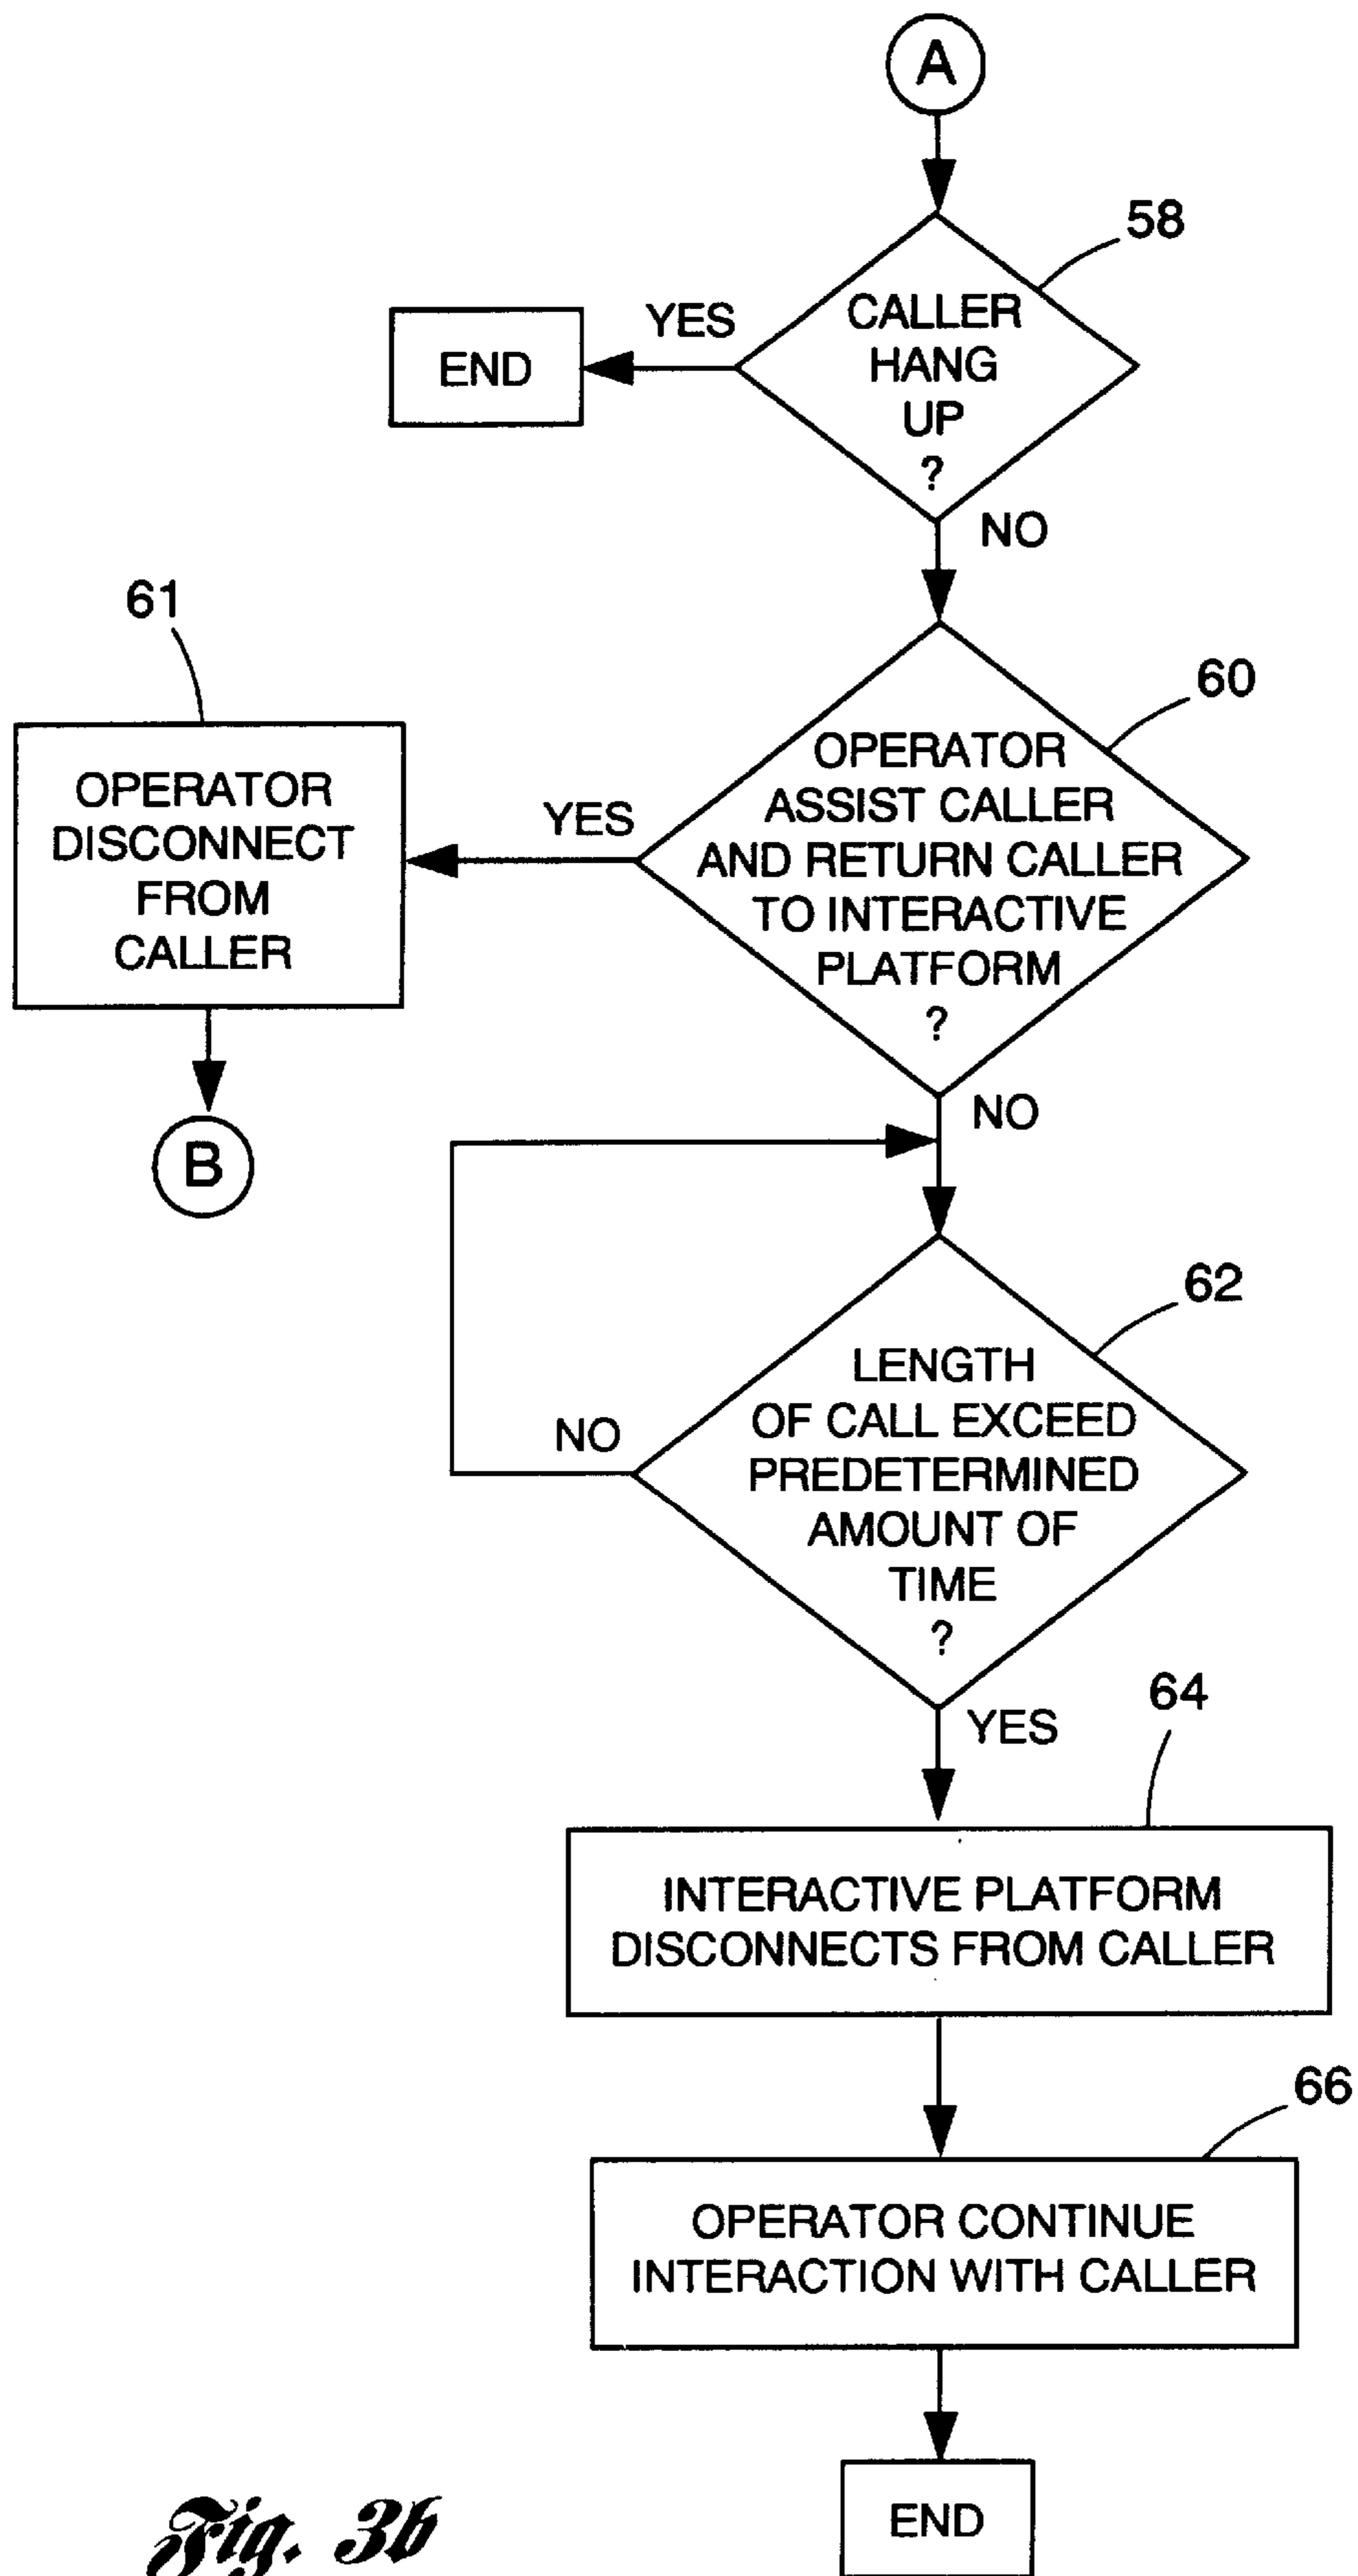 A
58
CALLER
HANG
UP
?
YES
END
NO
61
60
OPERATOR
ASSIST CALLER
AND RETURN CALLER
TO INTERACTIVE
PLATFORM
?
YES
OPERATOR
DISCONNECT
FROM
CALLER
B
NO
62
LENGTH
OF CALL EXCEED
PREDETERMINED
AMOUNT OF
TIME
?
NO
YES
64
INTERACTIVE PLATFORM
DISCONNECTS FROM CALLER
66
OPERATOR CONTINUE
INTERACTION WITH CALLER
END
Fig. 3b